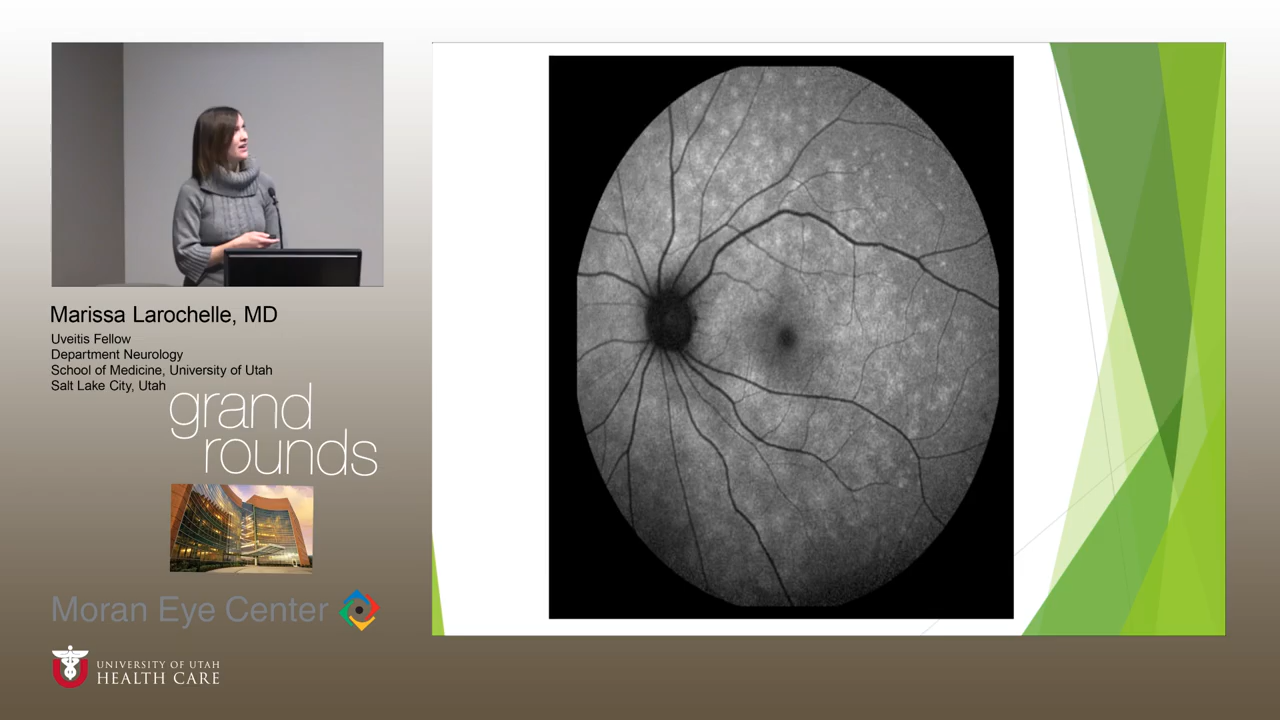 Marissa Larochelle, MD
Uveitis Fellow
Department Neurology
School of Medicine, University of Utah
Salt Lake City, Utah
grand
rounds
Moran Eye Center
U
UNIVERSITY OF UTAH
HEALTH CARE